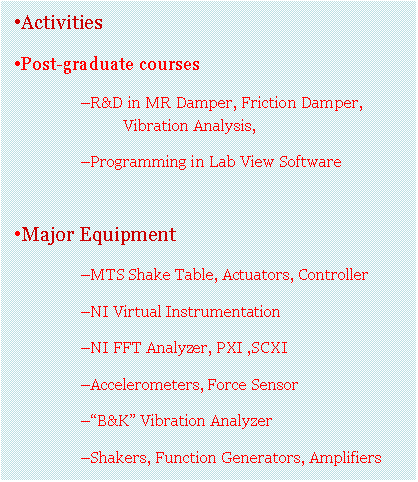 •Activities
•Post-graduate courses
–R&D in MR Damper, Friction Damper,
Vibration Analysis,
–Programming in Lab View Software
•Major Equipment
–MTS Shake Table, Actuators, Controller
–NI Virtual Instrumentation
–NI FFT Analyzer, PXI ,SCXI
–Accelerometers, Force Sensor
–“B&K” Vibration Analyzer
–Shakers, Function Generators, Amplifiers